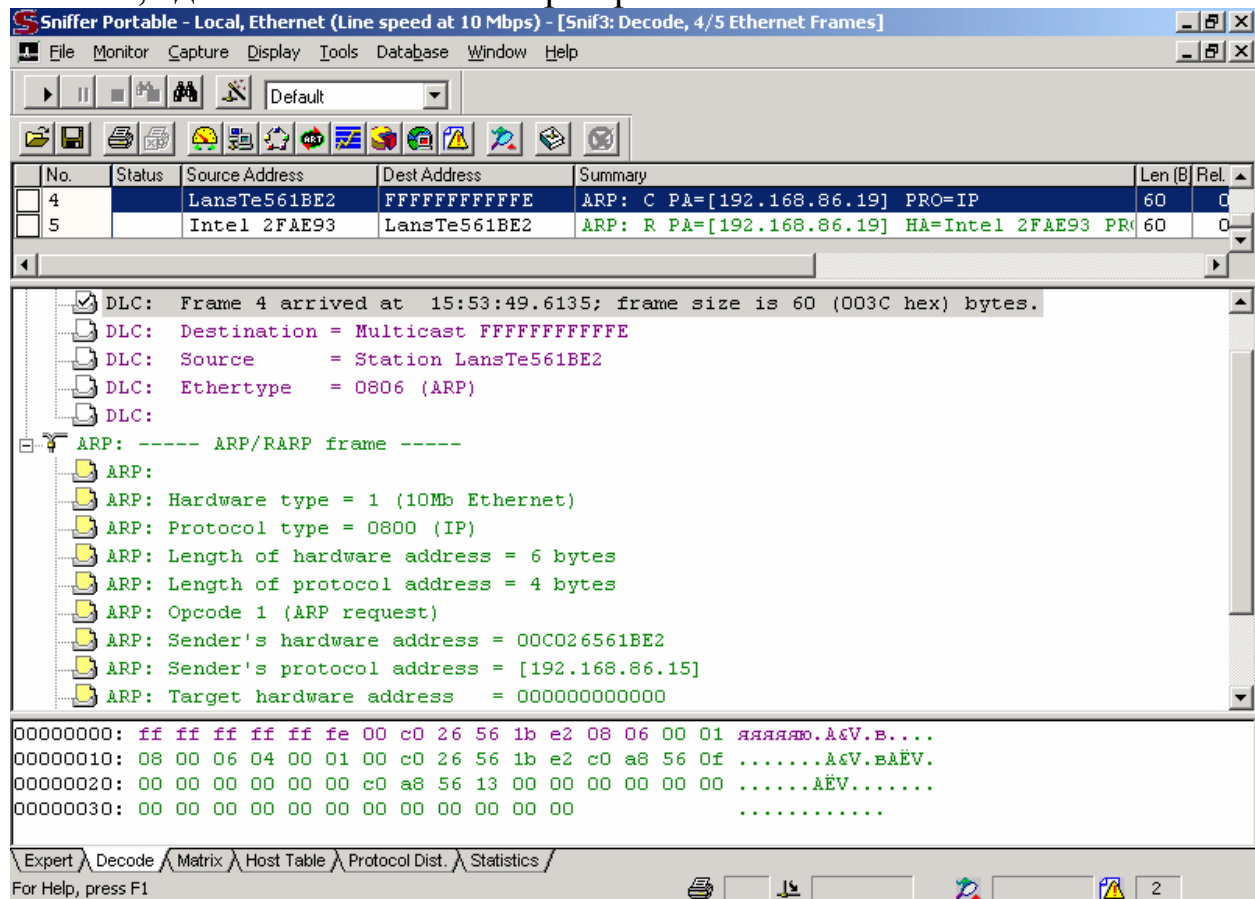 Sniffer Portable - Local, Ethernet (Line speed at 10 Mbps) - [Snif3: Decode, 4/5 Ethernet Frames]
File Monitor Capture Display Tools Database Window Help
Default
No. Status Source Address Dest Address Summary Len (B Rel.
4 LansTe561BE2 FFFFFFFFFFFE ARP: C PA=[192.168.86.19] PRO=IP 60 0
5 Intel 2FAE93 LansTe561BE2 ARP: R PA=[192.168.86.19] HA=Intel 2FAE93 PR 60 0
DLC: Frame 4 arrived at 15:53:49.6135; frame size is 60 (003C hex) bytes.
DLC: Destination = Multicast FFFFFFFFFFFE
DLC: Source = Station LansTe561BE2
DLC: Ethertype = 0806 (ARP)
DLC:
ARP: ----- ARP/RARP frame -----
ARP:
ARP: Hardware type = 1 (10Mb Ethernet)
ARP: Protocol type = 0800 (IP)
ARP: Length of hardware address = 6 bytes
ARP: Length of protocol address = 4 bytes
ARP: Opcode 1 (ARP request)
ARP: Sender's hardware address = 00C026561BE2
ARP: Sender's protocol address = [192.168.86.15]
ARP: Target hardware address = 000000000000
00000000: ff ff ff ff ff fe 00 c0 26 56 1b e2 08 06 00 01 яяяяяю.А&V.в....
00000010: 08 00 06 04 00 01 00 c0 26 56 1b e2 c0 a8 56 0f .......А&V.вАЁV.
00000020: 00 00 00 00 00 00 c0 a8 56 13 00 00 00 00 00 00 ......АЁV.......
00000030: 00 00 00 00 00 00 00 00 00 00 00 00 ............
Expert Decode Matrix Host Table Protocol Dist. Statistics
For Help, press F1 2